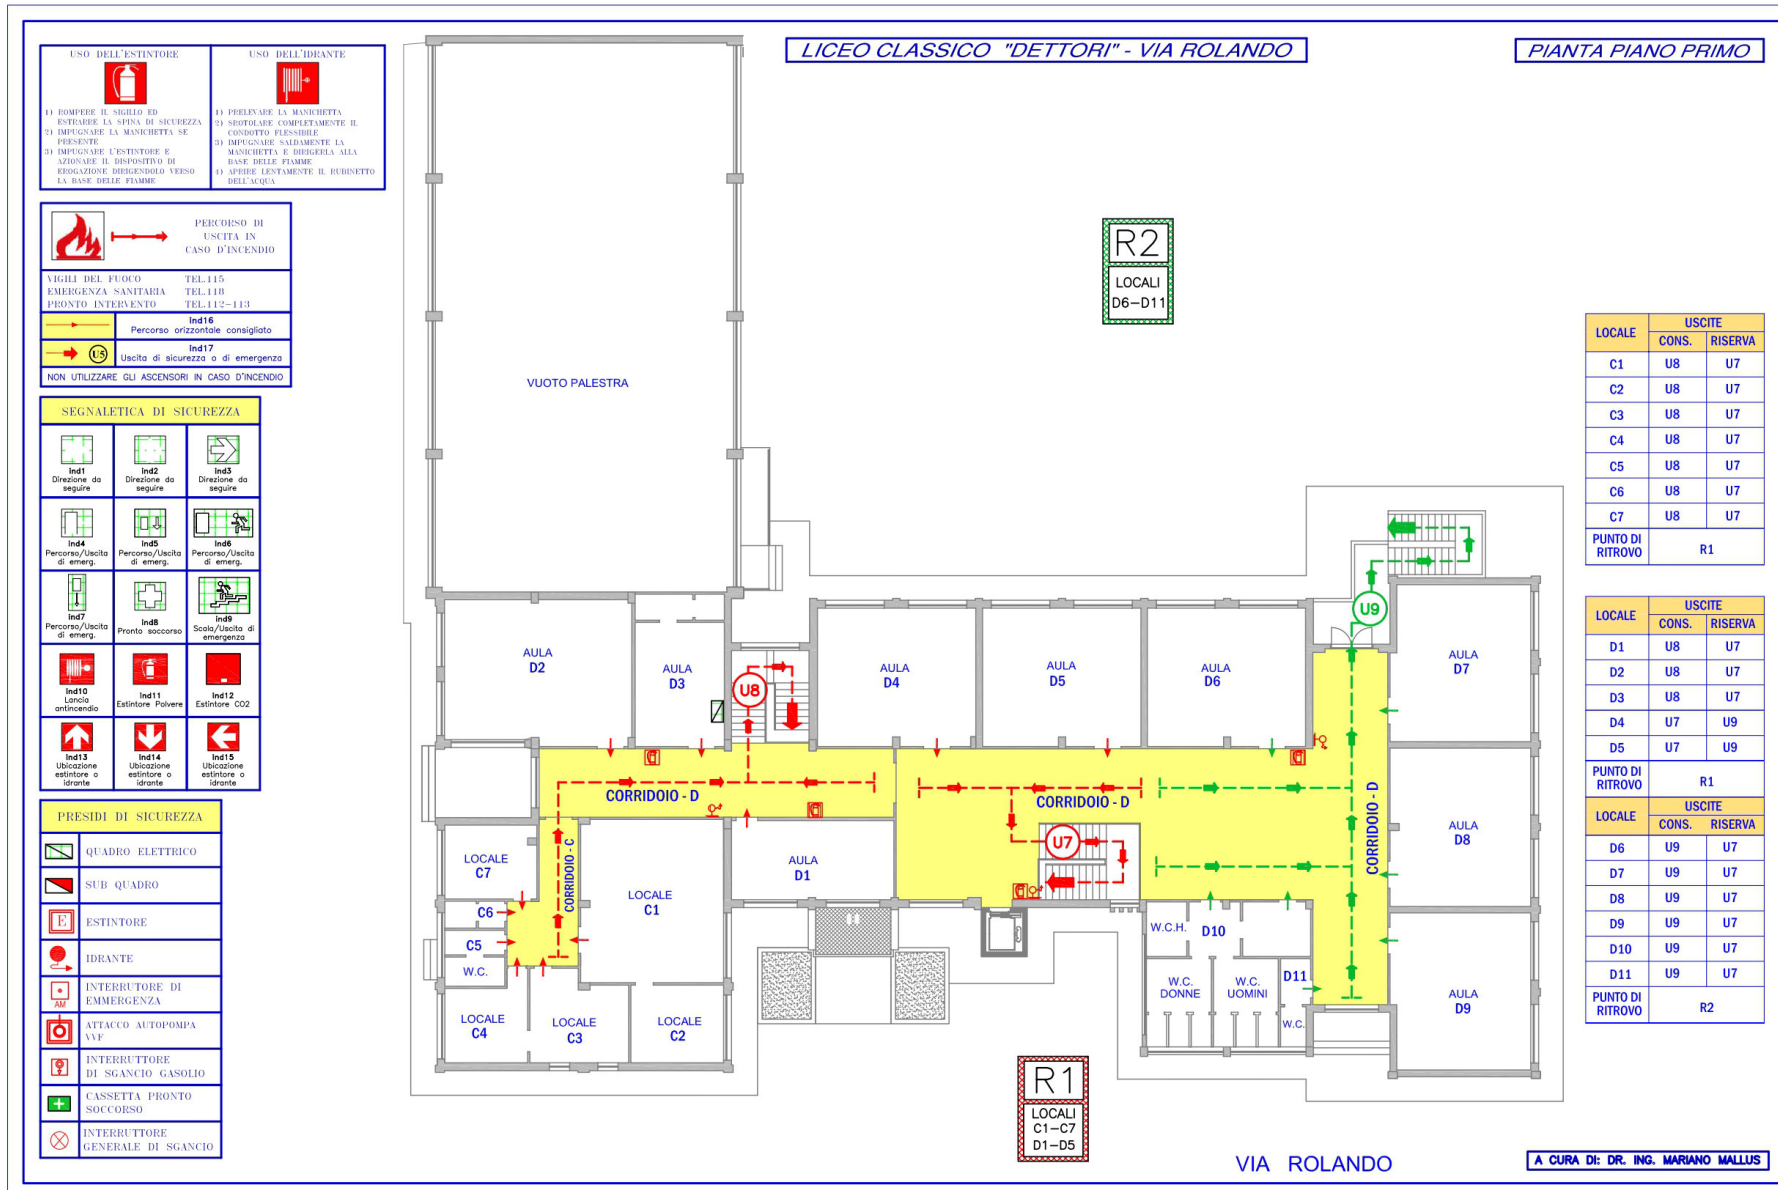 LICEO CLASSICO "DETTORI" - VIA ROLANDO
PIANTA PIANO PRIMO
USO DELL'ESTINTORE
1) ROMPERE IL SIGILLO ED
ESTRARRE LA SPINA DI SICUREZZA
2) IMPUGNARE LA MANICHETTA SE
PRESENTE
3) IMPUGNARE L'ESTINTORE E
AZIONARE IL DISPOSITIVO DI
EROGAZIONE DIRIGENDOLO VERSO
LA BASE DELLE FIAMME
USO DELL'IDRANTE
1) PRELEVARE LA MANICHETTA
2) SROTOLARE COMPLETAMENTE IL
CONDOTTO FLESSIBILE
3) IMPUGNARE SALDAMENTE LA
MANICHETTA E DIRIGERLA ALLA
BASE DELLE FIAMME
4) APRIRE LENTAMENTE IL RUBINETTO
DELL'ACQUA
PERCORSO DI
USCITA IN
CASO D'INCENDIO
VIGILI DEL FUOCO TEL.115
EMERGENZA SANITARIA TEL.118
PRONTO INTERVENTO TEL.112-113
ind16
Percorso orizzontale consigliato
U5
ind17
Uscita di sicurezza o di emergenza
NON UTILIZZARE GLI ASCENSORI IN CASO D'INCENDIO
SEGNALETICA DI SICUREZZA
ind1
Direzione da
seguire
ind2
Direzione da
seguire
ind3
Direzione da
seguire
ind4
Percorso/Uscita
di emerg.
ind5
Percorso/Uscita
di emerg.
ind6
Percorso/Uscita
di emerg.
ind7
Percorso/Uscita
di emerg.
ind8
Pronto soccorso
ind9
Scala/Uscita di
emergenza
ind10
Lancia
antincendio
ind11
Estintore Polvere
ind12
Estintore CO2
ind13
Ubicazione
estintore o
idrante
ind14
Ubicazione
estintore o
idrante
ind15
Ubicazione
estintore o
idrante
PRESIDI DI SICUREZZA
QUADRO ELETTRICO
SUB QUADRO
E
ESTINTORE
IDRANTE
AM
INTERRUTORE DI
EMMERGENZA
ATTACCO AUTOPOMPA
VVF
INTERRUTTORE
DI SGANCIO GASOLIO
CASSETTA PRONTO
SOCCORSO
INTERRUTTORE
GENERALE DI SGANCIO
VUOTO PALESTRA
R2
LOCALI
D6-D11
AULA
D2
AULA
D3
U8
AULA
D4
AULA
D5
AULA
D6
U9
AULA
D7
CORRIDOIO - D
CORRIDOIO - D
CORRIDOIO - D
U7
AULA
D8
LOCALE
C7
CORRIDOIO - C
LOCALE
C1
AULA
D1
C6
C5
W.C.
LOCALE
C4
LOCALE
C3
LOCALE
C2
W.C.H.
D10
W.C.
DONNE
W.C.
UOMINI
D11
W.C.
AULA
D9
R1
LOCALI
C1-C7
D1-D5
VIA ROLANDO
LOCALE USCITE
CONS. RISERVA
C1 U8 U7
C2 U8 U7
C3 U8 U7
C4 U8 U7
C5 U8 U7
C6 U8 U7
C7 U8 U7
PUNTO DI
RITROVO R1
LOCALE USCITE
CONS. RISERVA
D1 U8 U7
D2 U8 U7
D3 U8 U7
D4 U7 U9
D5 U7 U9
PUNTO DI
RITROVO R1
LOCALE USCITE
CONS. RISERVA
D6 U9 U7
D7 U9 U7
D8 U9 U7
D9 U9 U7
D10 U9 U7
D11 U9 U7
PUNTO DI
RITROVO R2
A CURA DI: DR. ING. MARIANO MALLUS